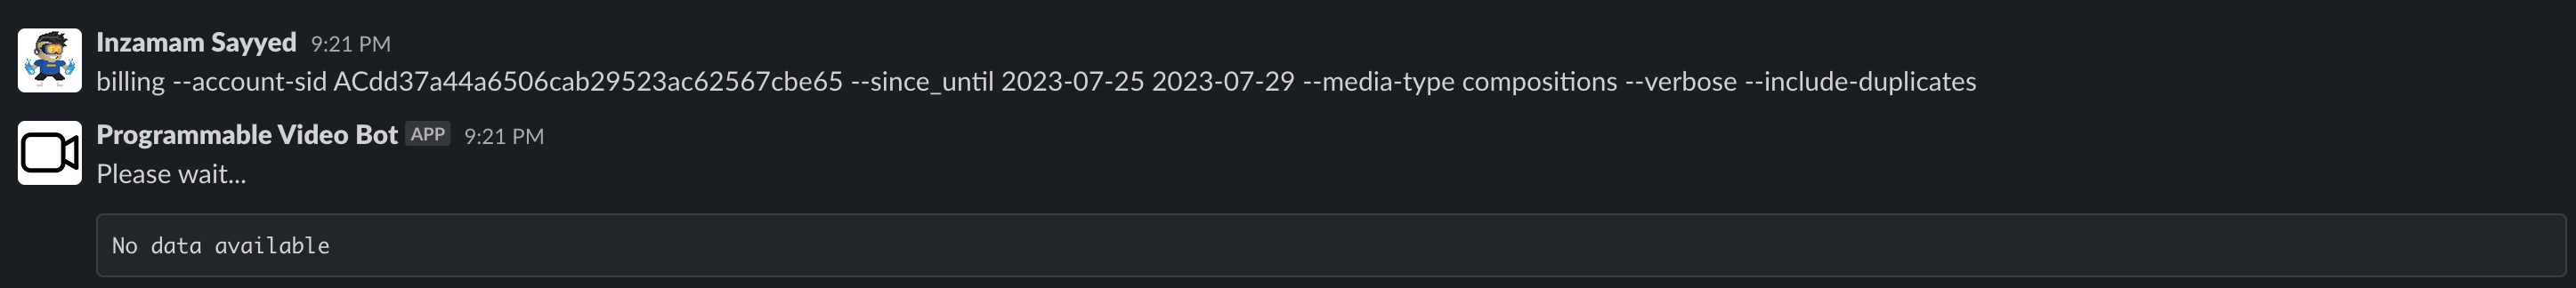 Inzamam Sayyed 9:21 PM
billing --account-sid ACdd37a44a6506cab29523ac62567cbe65 --since_until 2023-07-25 2023-07-29 --media-type compositions --verbose --include-duplicates
Programmable Video Bot APP 9:21 PM
Please wait...
No data available